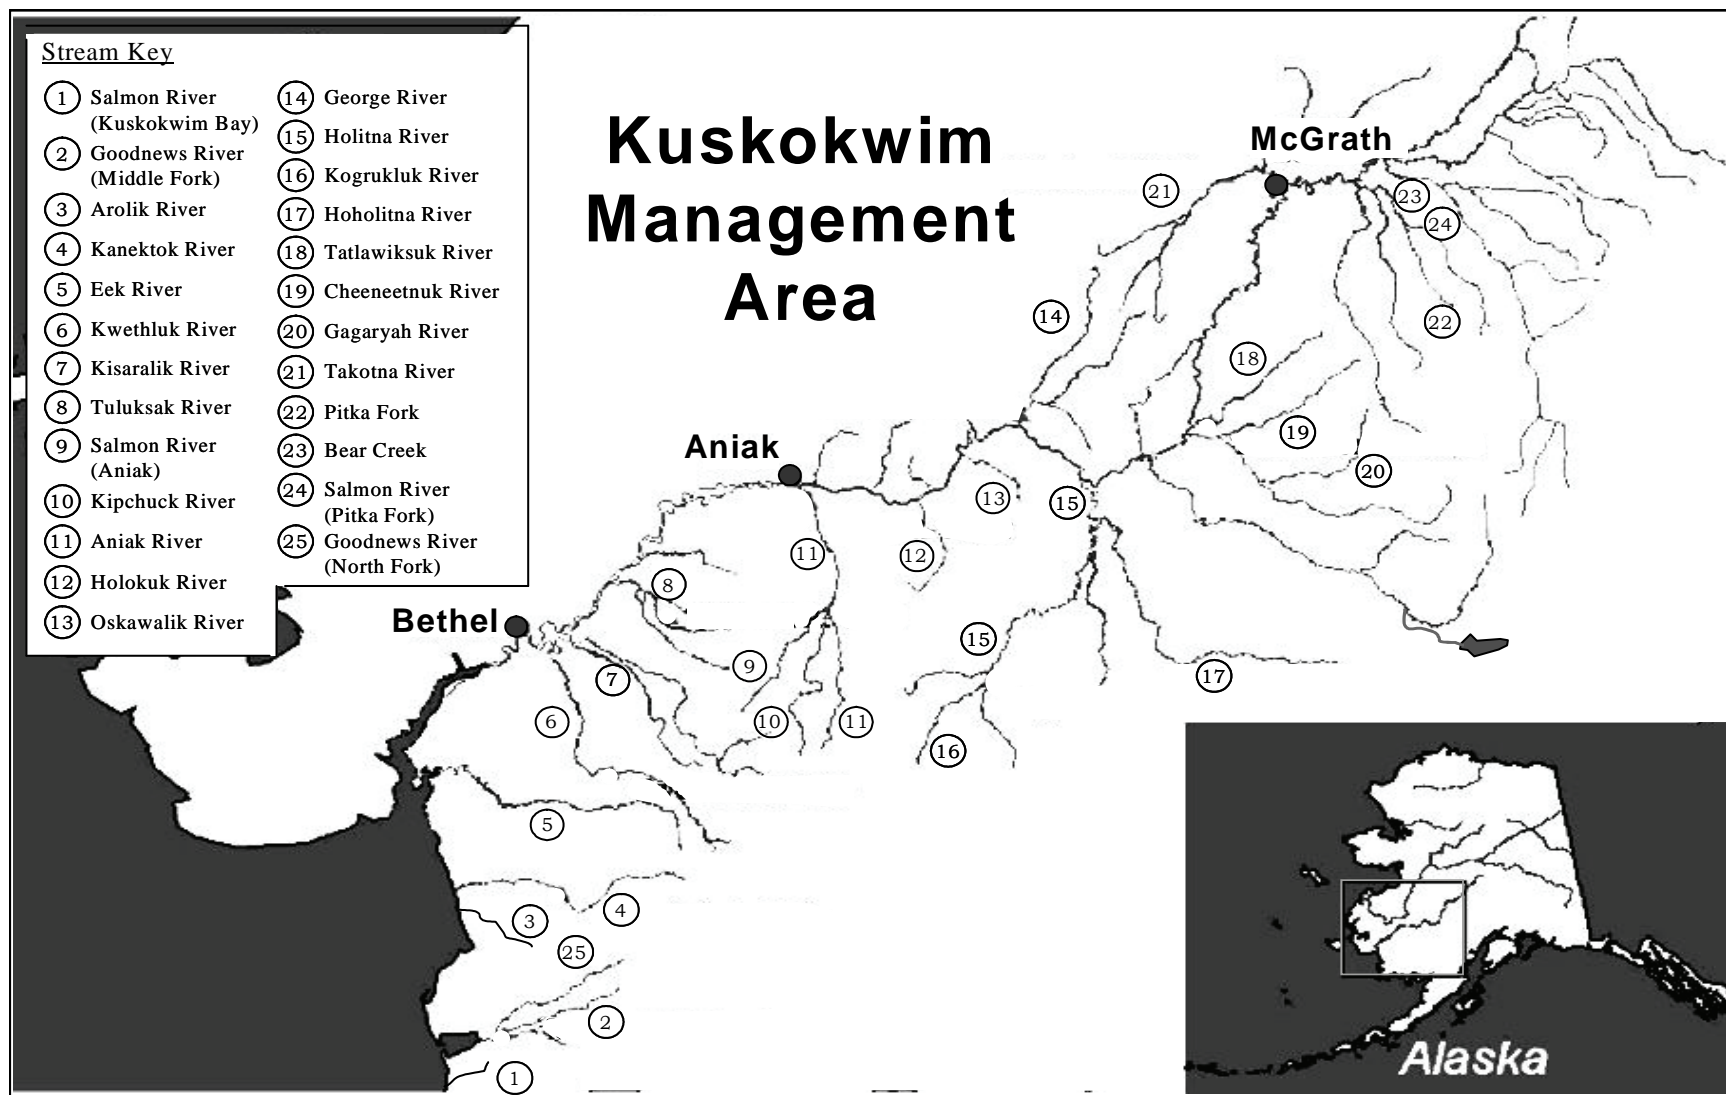 Stream Key
1 Salmon River
(Kuskokwim Bay)
2 Goodnews River
(Middle Fork)
3 Arolik River
4 Kanektok River
5 Eek River
6 Kwethluk River
7 Kisaralik River
8 Tuluksak River
9 Salmon River
(Aniak)
10 Kipchuck River
11 Aniak River
12 Holokuk River
13 Oskawalik River
14 George River
15 Holitna River
16 Kogrukluk River
17 Hoholitna River
18 Tatlawiksuk River
19 Cheeneetnuk River
20 Gagaryah River
21 Takotna River
22 Pitka Fork
23 Bear Creek
24 Salmon River
(Pitka Fork)
25 Goodnews River
(North Fork)
Kuskokwim
Management
Area
McGrath
21
23
24
14
22
18
19
20
Aniak
13
15
11
12
8
Bethel
15
9
7
17
6
10
11
16
5
4
3
25
2
1
Alaska